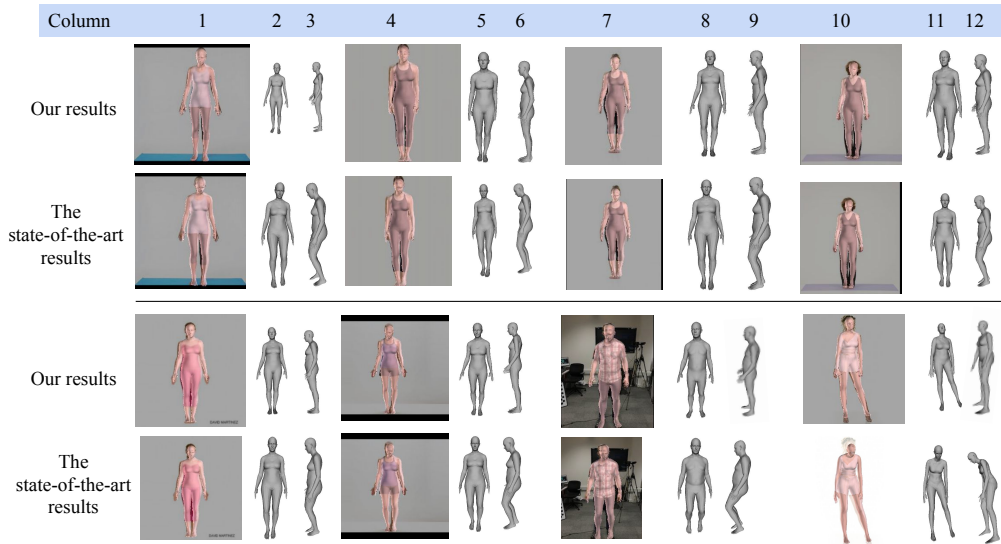 Column 1 2 3 4 5 6 7 8 9 10 11 12
Our results
The
state-of-the-art
results
Our results
The
state-of-the-art
results